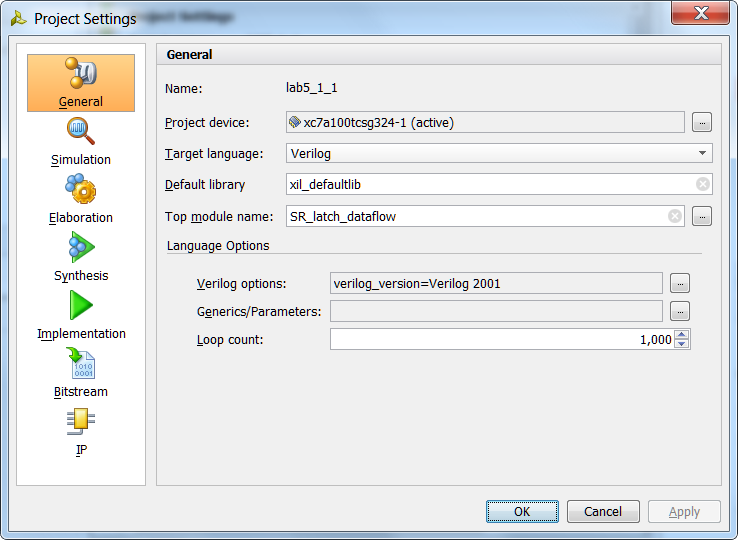 Project Settings
General
Simulation
Elaboration
Synthesis
Implementation
1010
0001
Bitstream
IP
General
Name: lab5_1_1
Project device: xc7a100tcsg324-1 (active) ...
Target language: Verilog
Default library xil_defaultlib
Top module name: SR_latch_dataflow ...
Language Options
Verilog options: verilog_version=Verilog 2001 ...
Generics/Parameters: ...
Loop count: 1,000
OK Cancel Apply